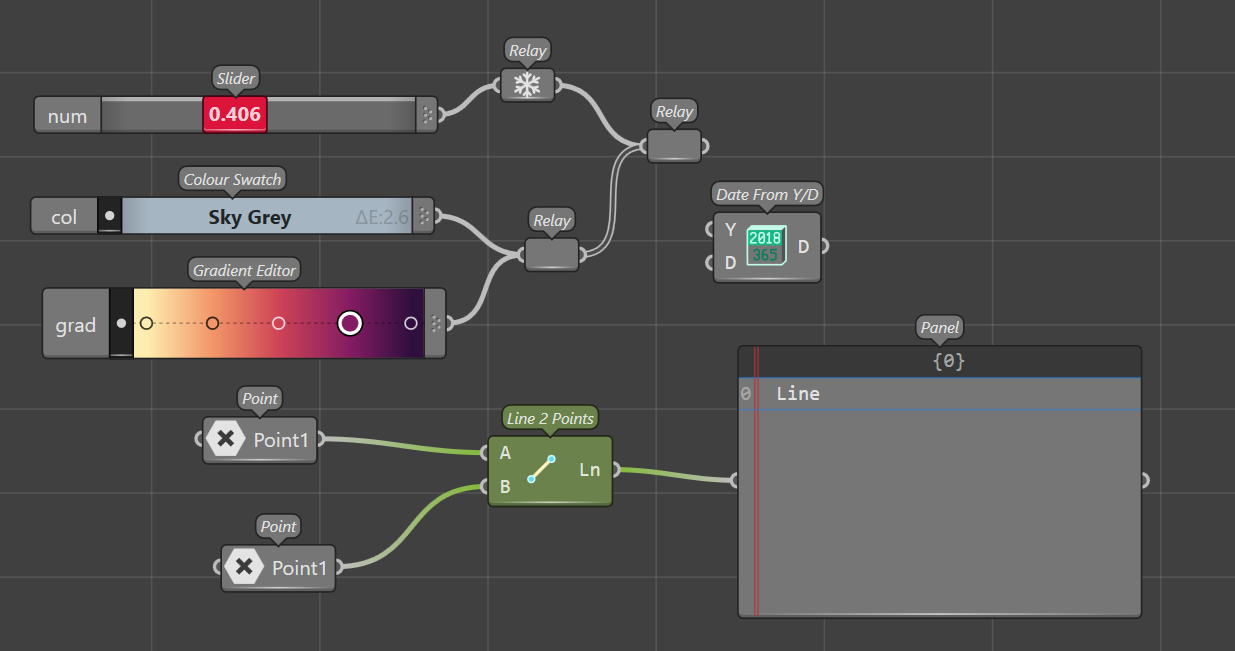 Relay
Slider
num
0.406
Relay
Colour Swatch
col
Sky Grey
ΔE:2.6
Date From Y/D
Y
2018
D
365
D
Relay
Gradient Editor
grad
Panel
{0}
0 Line
Point
Point1
Line 2 Points
A
B
Ln
Point
Point1